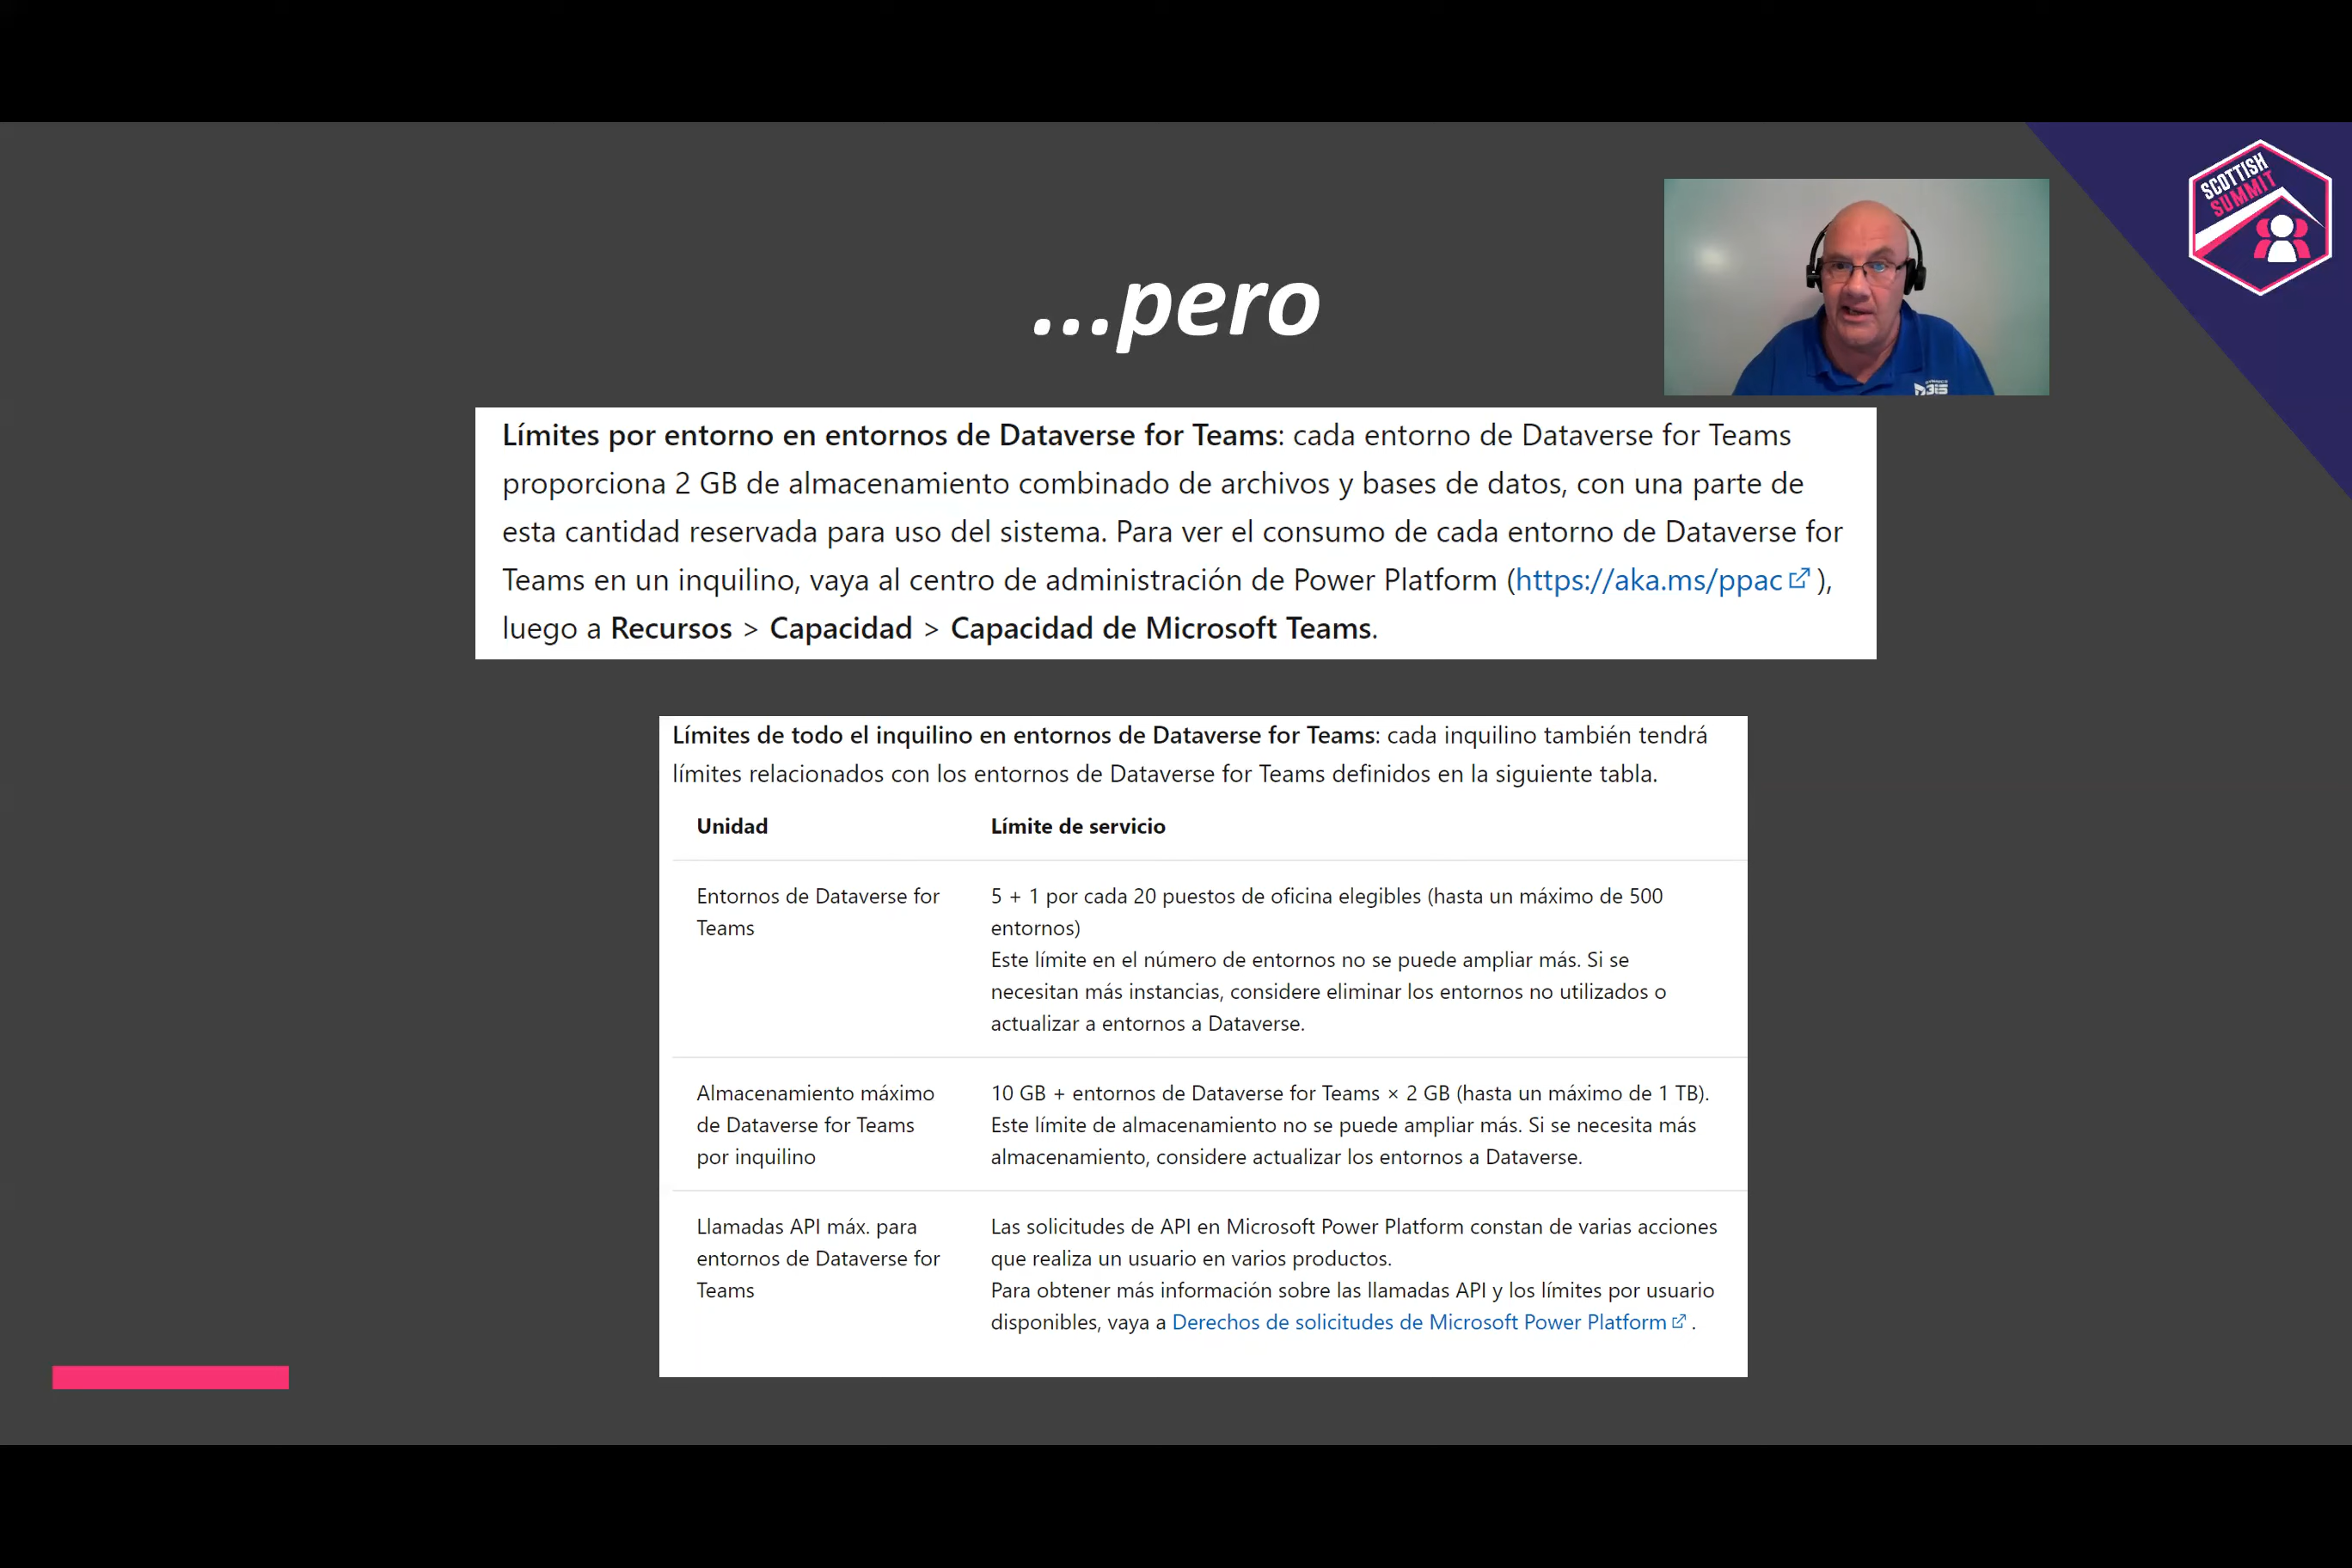 SCOTTISH
SUMMIT
...pero
Límites por entorno en entornos de Dataverse for Teams: cada entorno de Dataverse for Teams
proporciona 2 GB de almacenamiento combinado de archivos y bases de datos, con una parte de
esta cantidad reservada para uso del sistema. Para ver el consumo de cada entorno de Dataverse for
Teams en un inquilino, vaya al centro de administración de Power Platform (https://aka.ms/ppac),
luego a Recursos > Capacidad > Capacidad de Microsoft Teams.
Límites de todo el inquilino en entornos de Dataverse for Teams: cada inquilino también tendrá
límites relacionados con los entornos de Dataverse for Teams definidos en la siguiente tabla.
Unidad Límite de servicio
Entornos de Dataverse for
Teams
5 + 1 por cada 20 puestos de oficina elegibles (hasta un máximo de 500
entornos)
Este límite en el número de entornos no se puede ampliar más. Si se
necesitan más instancias, considere eliminar los entornos no utilizados o
actualizar a entornos a Dataverse.
Almacenamiento máximo
de Dataverse for Teams
por inquilino
10 GB + entornos de Dataverse for Teams × 2 GB (hasta un máximo de 1 TB).
Este límite de almacenamiento no se puede ampliar más. Si se necesita más
almacenamiento, considere actualizar los entornos a Dataverse.
Llamadas API máx. para
entornos de Dataverse for
Teams
Las solicitudes de API en Microsoft Power Platform constan de varias acciones
que realiza un usuario en varios productos.
Para obtener más información sobre las llamadas API y los límites por usuario
disponibles, vaya a Derechos de solicitudes de Microsoft Power Platform.